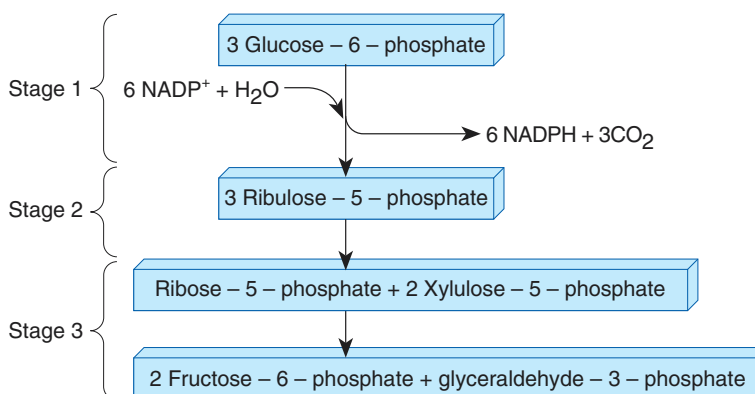 3 Glucose – 6 – phosphate
Stage 1
6 NADP⁺ + H₂O
6 NADPH + 3CO₂
3 Ribulose – 5 – phosphate
Stage 2
Ribose – 5 – phosphate + 2 Xylulose – 5 – phosphate
Stage 3
2 Fructose – 6 – phosphate + glyceraldehyde – 3 – phosphate